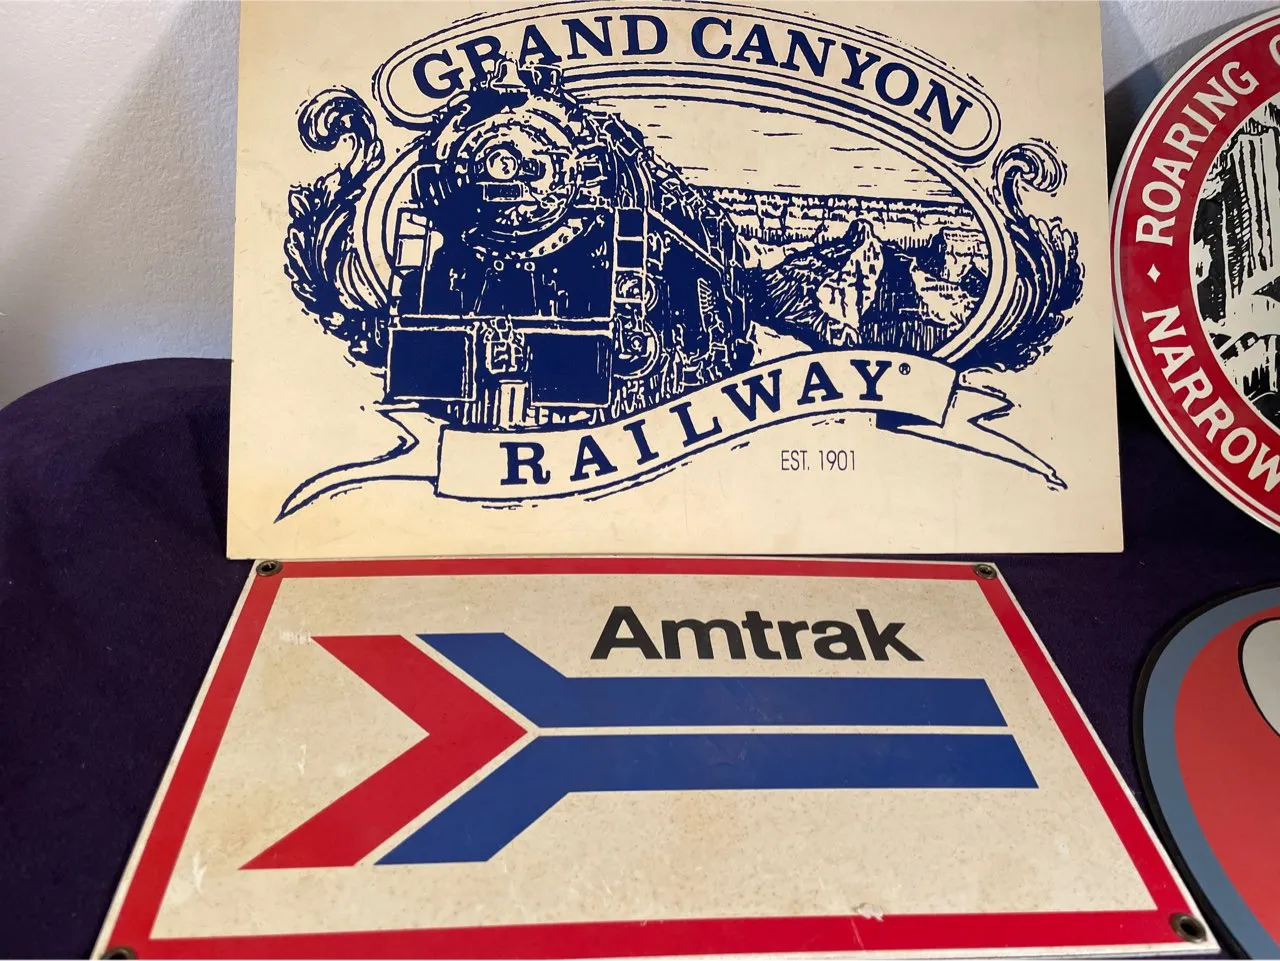 GRAND CANYON
RAILWAY®
EST. 1901
ROARING
NARROW
Amtrak